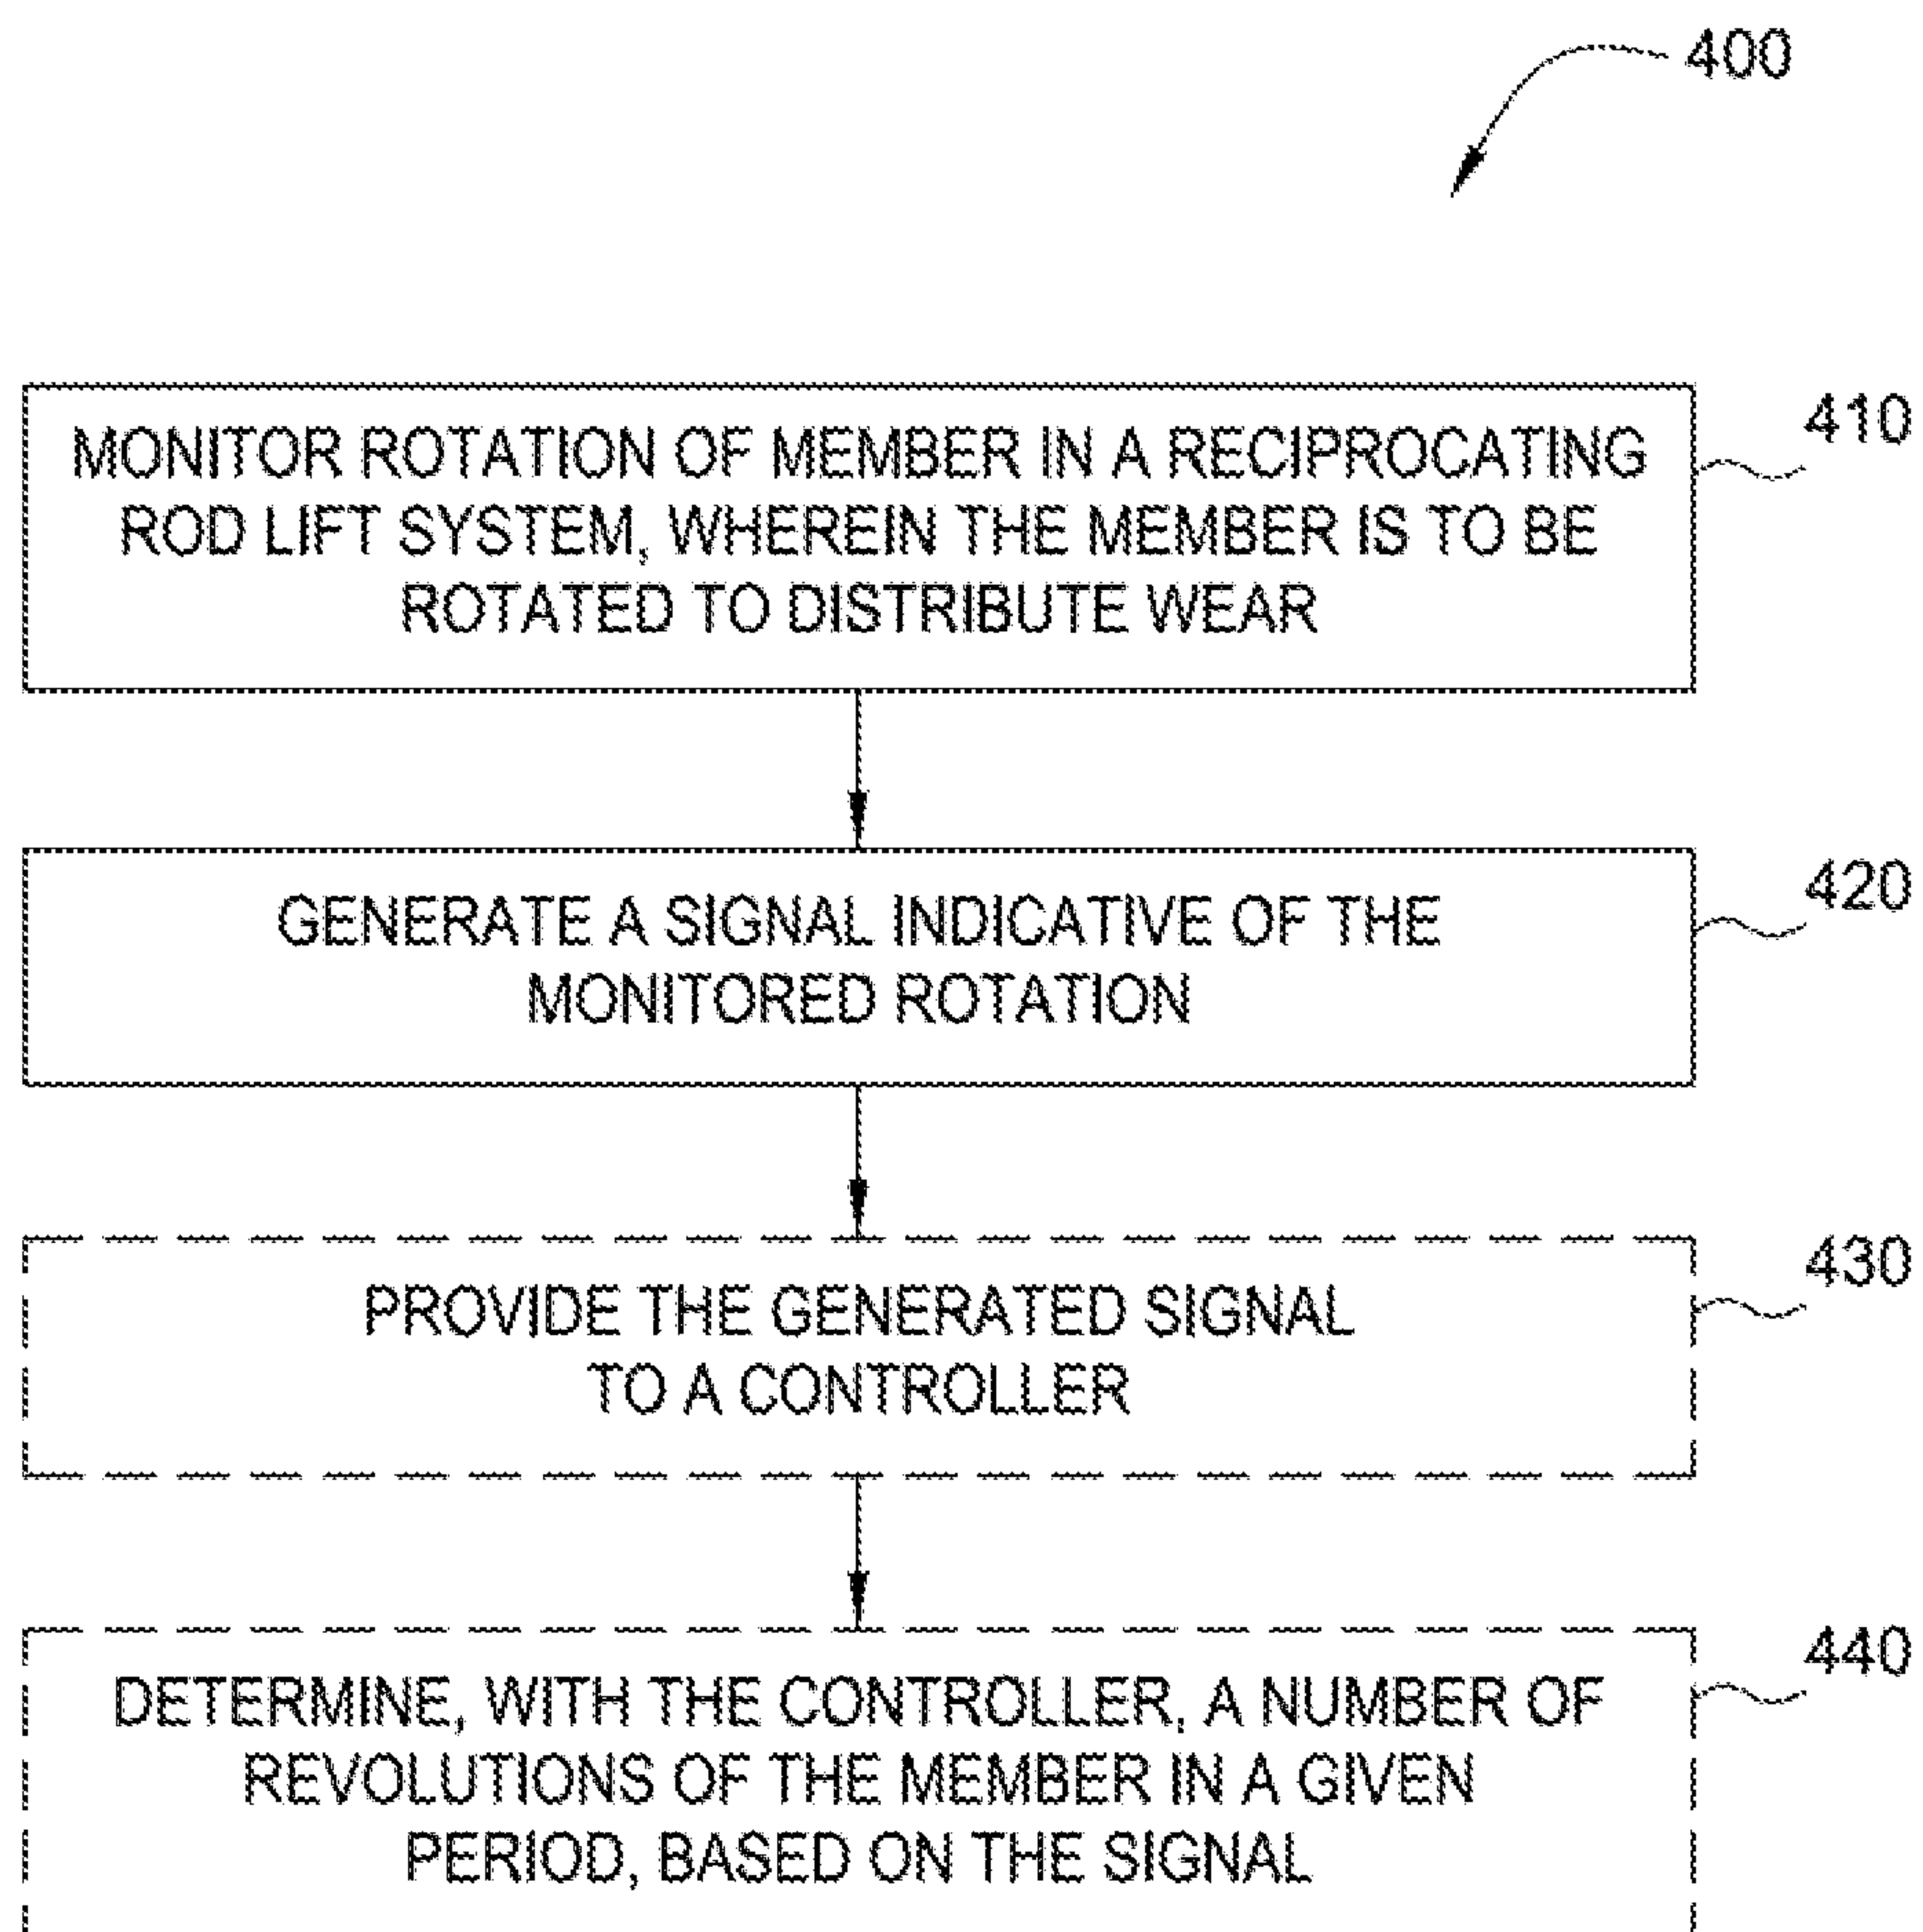 400
410
MONITOR ROTATION OF MEMBER IN A RECIPROCATING
ROD LIFT SYSTEM, WHEREIN THE MEMBER IS TO BE
ROTATED TO DISTRIBUTE WEAR
420
GENERATE A SIGNAL INDICATIVE OF THE
MONITORED ROTATION
430
PROVIDE THE GENERATED SIGNAL
TO A CONTROLLER
440
DETERMINE, WITH THE CONTROLLER, A NUMBER OF
REVOLUTIONS OF THE MEMBER IN A GIVEN
PERIOD, BASED ON THE SIGNAL